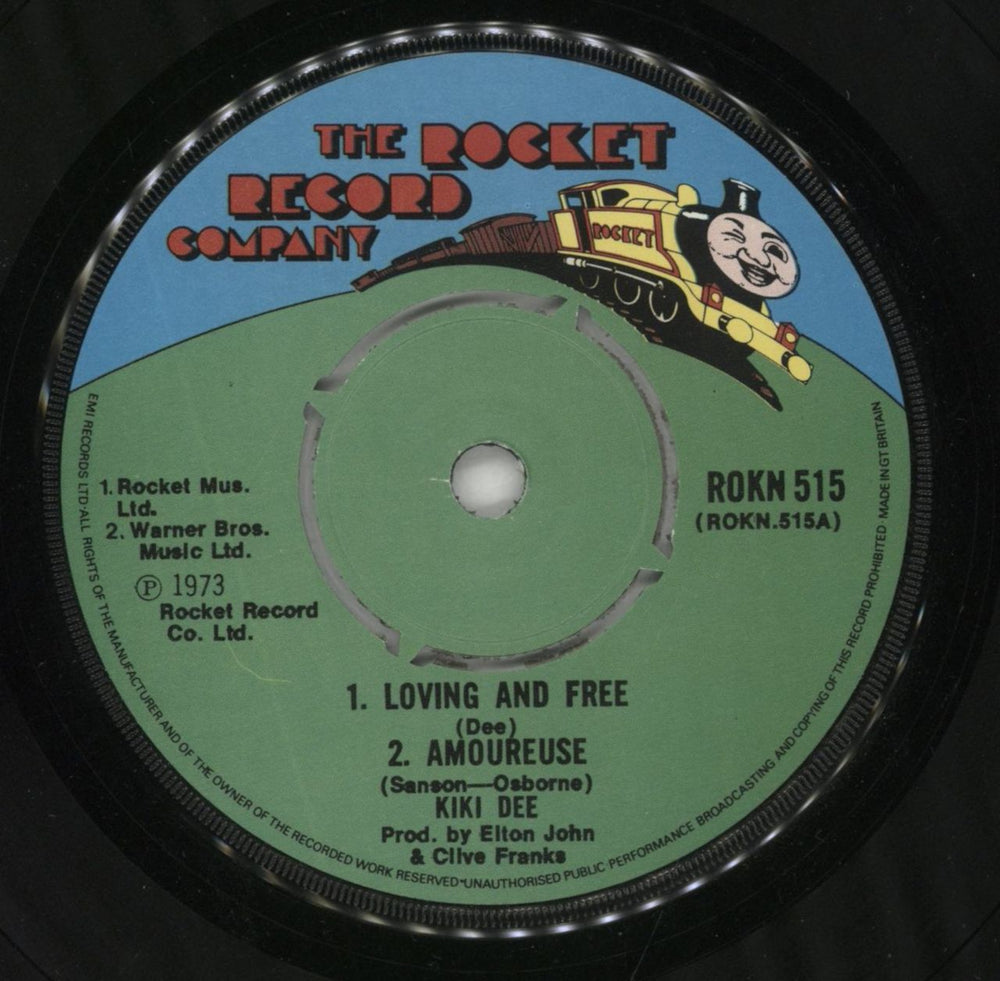 THE ROCKET
RECORD
COMPANY
ROCKET
1. Rocket Mus.
Ltd.
2. Warner Bros.
Music Ltd.
℗ 1973
Rocket Record
Co. Ltd.
ROKN 515
(ROKN.515A)
1. LOVING AND FREE
(Dee)
2. AMOUREUSE
(Sanson—Osborne)
KIKI DEE
Prod. by Elton John
& Clive Franks
EMI RECORDS LTD·ALL RIGHTS OF THE MANUFACTURER AND OF THE OWNER OF THE RECORDED WORK RESERVED·UNAUTHORISED PUBLIC PERFORMANCE BROADCASTING AND COPYING OF THIS RECORD PROHIBITED·MADE IN GT BRITAIN